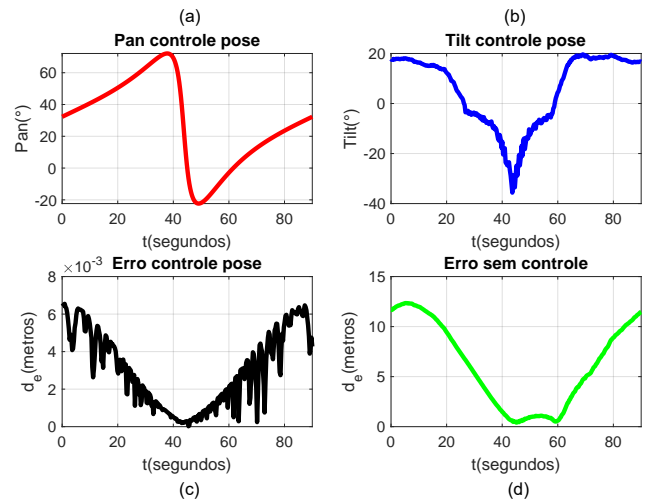 (a) (b)
Pan controle pose
Tilt controle pose
60
40
20
0
-20
Pan(°)
0 20 40 60 80
t(segundos)
20
0
-20
-40
Tilt(°)
0 20 40 60 80
t(segundos)
×10⁻³
Erro controle pose
Erro sem controle
8
6
4
2
0
d_e(metros)
0 20 40 60 80
t(segundos)
15
10
5
0
d_e(metros)
0 20 40 60 80
t(segundos)
(c) (d)